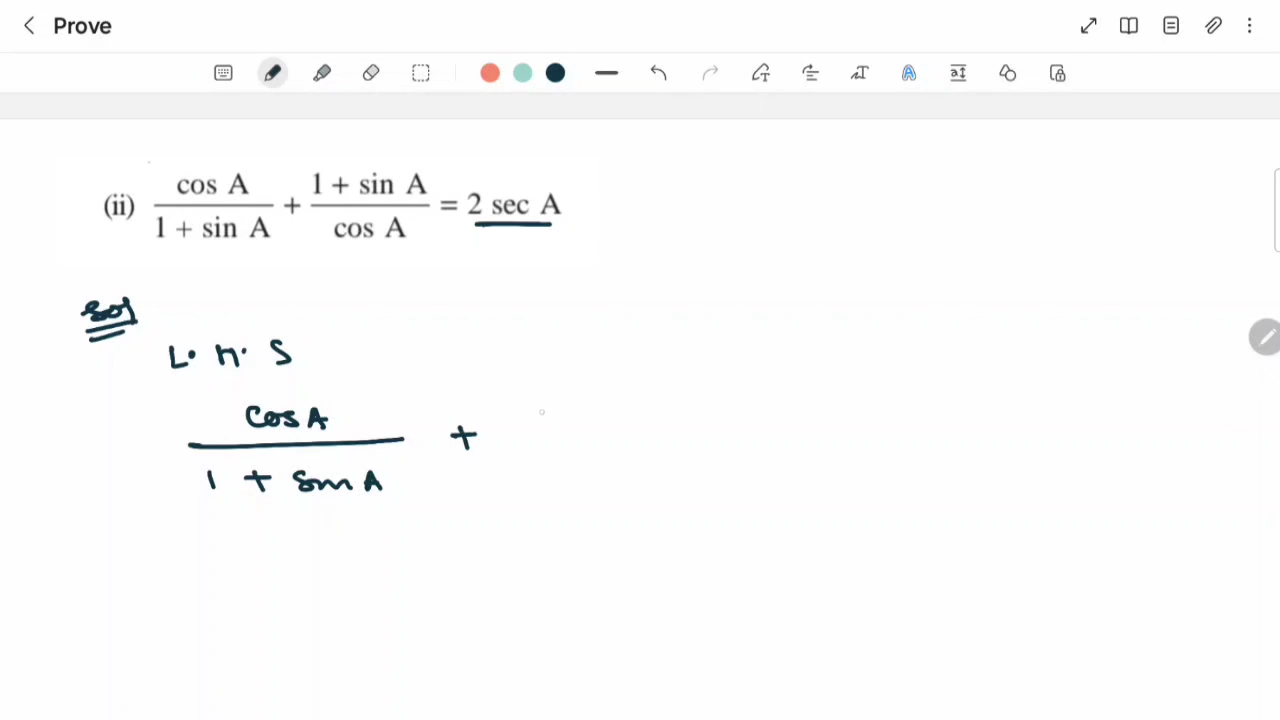 Prove
(ii) cos A / 1 + sin A + 1 + sin A / cos A = 2 sec A
Sol
L. H. S
cos A / 1 + sin A +